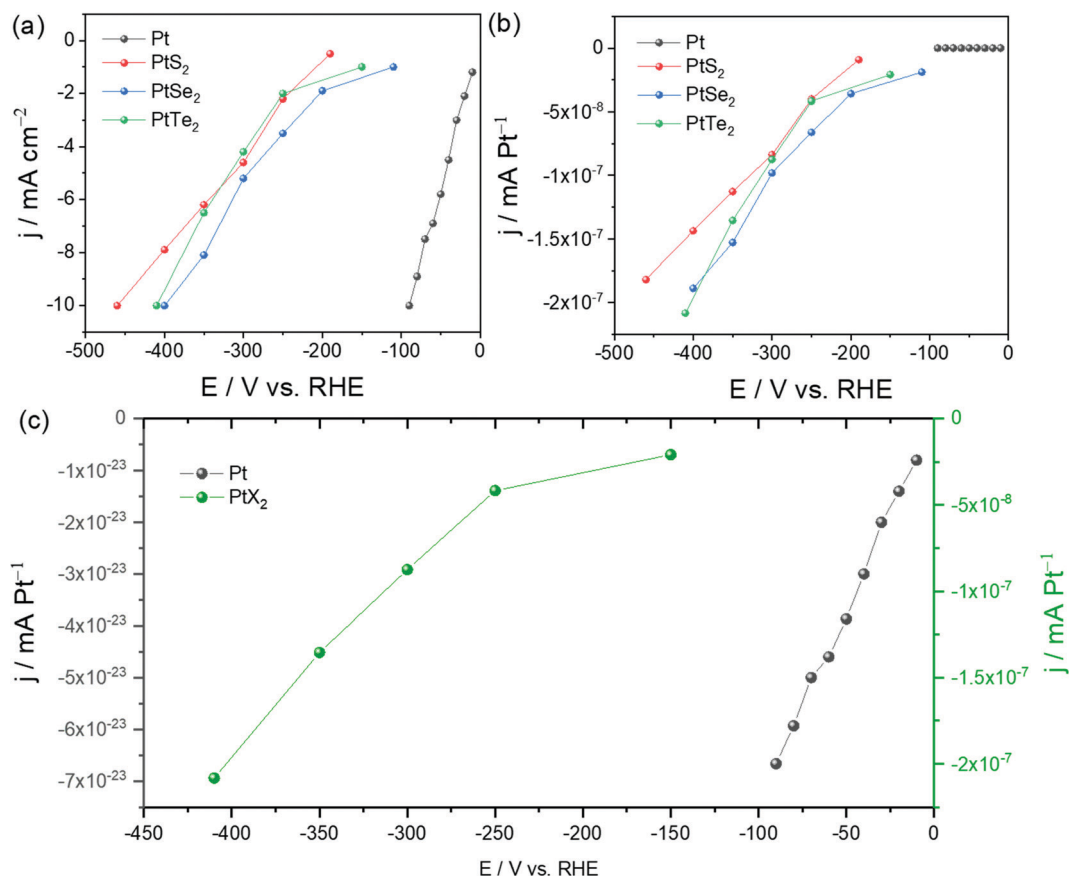 (a)
Pt
PtS₂
PtSe₂
PtTe₂
0
-2
-4
-6
-8
-10
j / mA cm⁻²
-500 -400 -300 -200 -100 0
E / V vs. RHE
(b)
Pt
PtS₂
PtSe₂
PtTe₂
0
-5x10⁻⁸
-1x10⁻⁷
-1.5x10⁻⁷
-2x10⁻⁷
j / mA Pt⁻¹
-500 -400 -300 -200 -100 0
E / V vs. RHE
(c)
Pt
PtX₂
0
-1x10⁻²³
-2x10⁻²³
-3x10⁻²³
-4x10⁻²³
-5x10⁻²³
-6x10⁻²³
-7x10⁻²³
j / mA Pt⁻¹
0
-5x10⁻⁸
-1x10⁻⁷
-1.5x10⁻⁷
-2x10⁻⁷
j / mA Pt⁻¹
-450 -400 -350 -300 -250 -200 -150 -100 -50 0
E / V vs. RHE